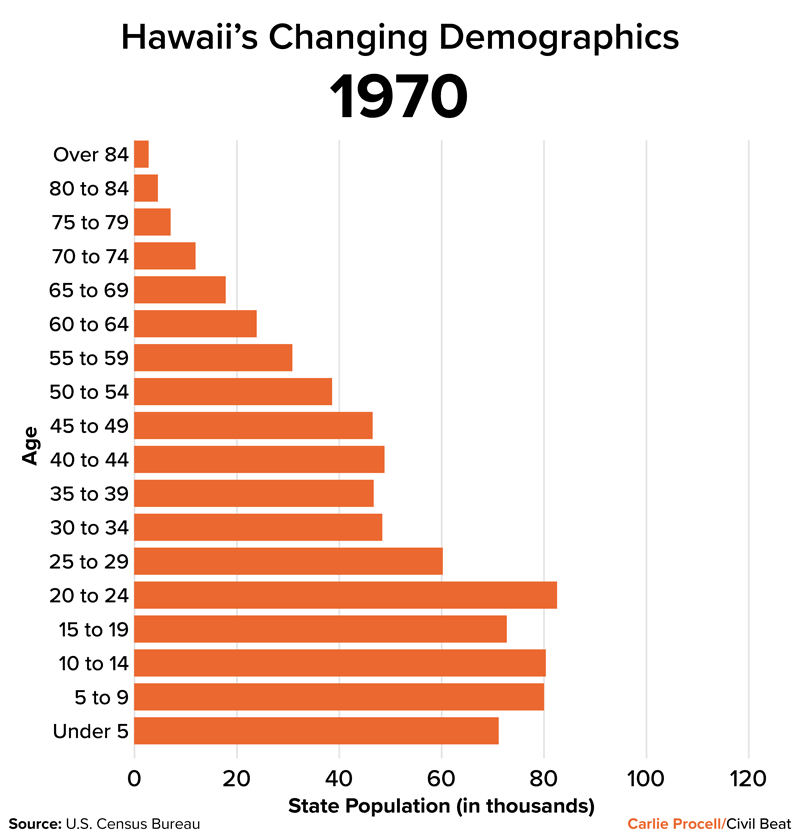 Hawaii’s Changing Demographics
1970
Over 84
80 to 84
75 to 79
70 to 74
65 to 69
60 to 64
55 to 59
50 to 54
45 to 49
40 to 44
35 to 39
30 to 34
25 to 29
20 to 24
15 to 19
10 to 14
5 to 9
Under 5
Age
0 20 40 60 80 100 120
State Population (in thousands)
Source: U.S. Census Bureau
Carlie Procell/Civil Beat